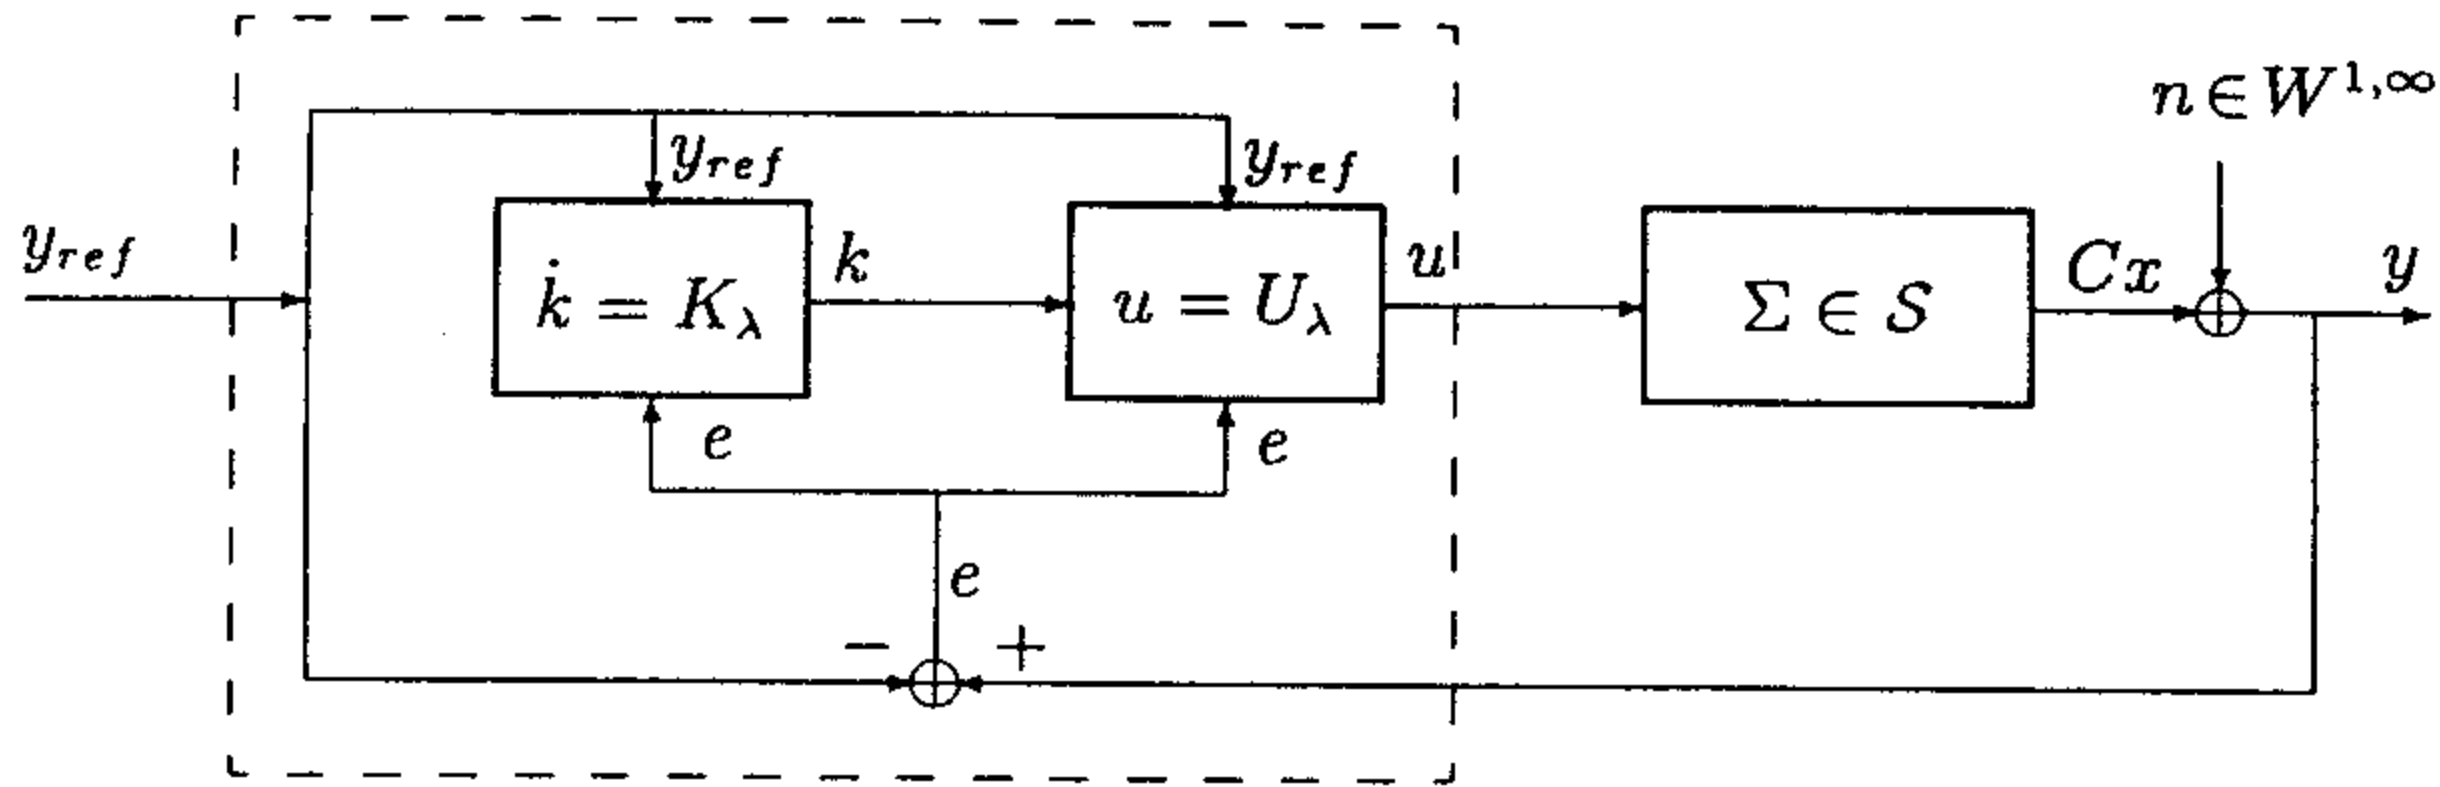 n ∈ W^{1,∞}
y_{ref}
y_{ref}
y_{ref}
k̇ = K_λ
k
u = U_λ
u
Σ ∈ 𝒮
Cx
y
e
e
e
− +